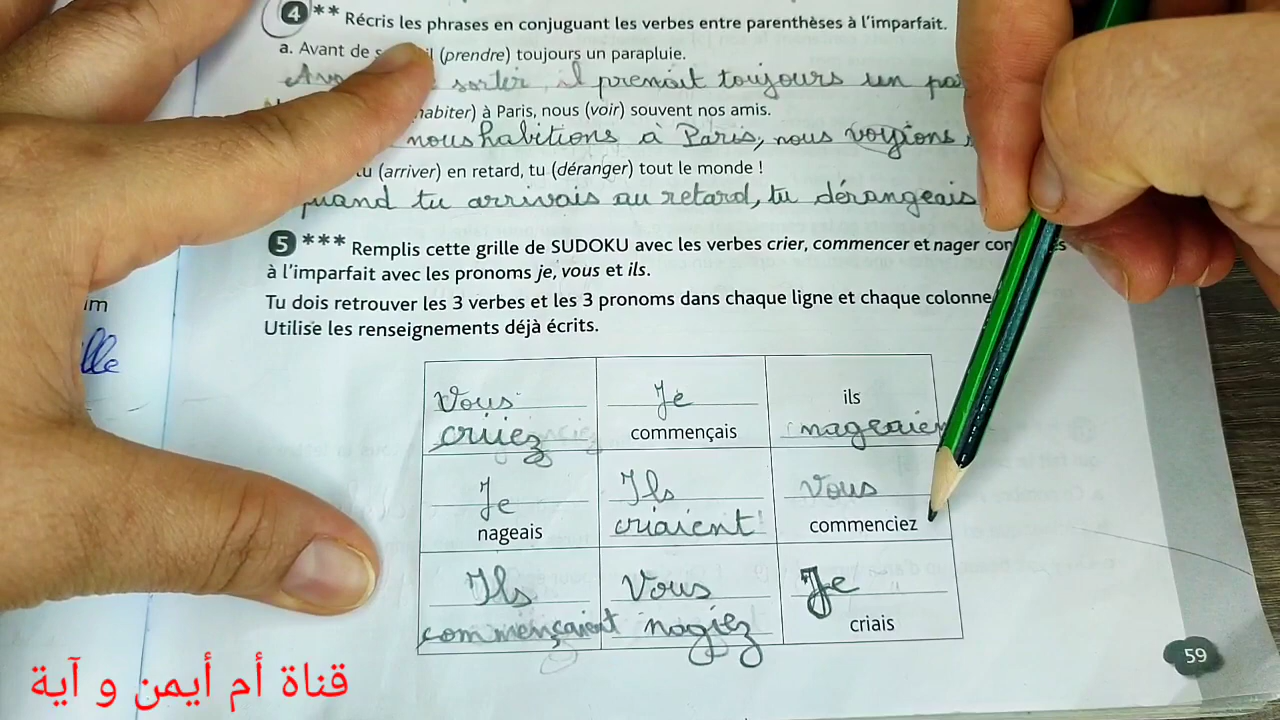 4 ** Récris les phrases en conjuguant les verbes entre parenthèses à l'imparfait.
a. Avant de il (prendre) toujours un parapluie.
sortir, il prenait toujours un
(habiter) à Paris, nous (voir) souvent nos amis.
nous habitions à Paris, nous voyions
tu (arriver) en retard, tu (déranger) tout le monde !
quand tu arrivais au retard, tu dérangeais
5 *** Remplis cette grille de SUDOKU avec les verbes crier, commencer et nager
à l'imparfait avec les pronoms je, vous et ils.
Tu dois retrouver les 3 verbes et les 3 pronoms dans chaque ligne et chaque colonne
Utilise les renseignements déjà écrits.
Vous Je ils
criiez commençais nageaien
Je Ils Vous
nageais criaient commenciez
Ils Vous Je
commençaient nagiez criais
59
im
lle
قناة أم أيمن و آية